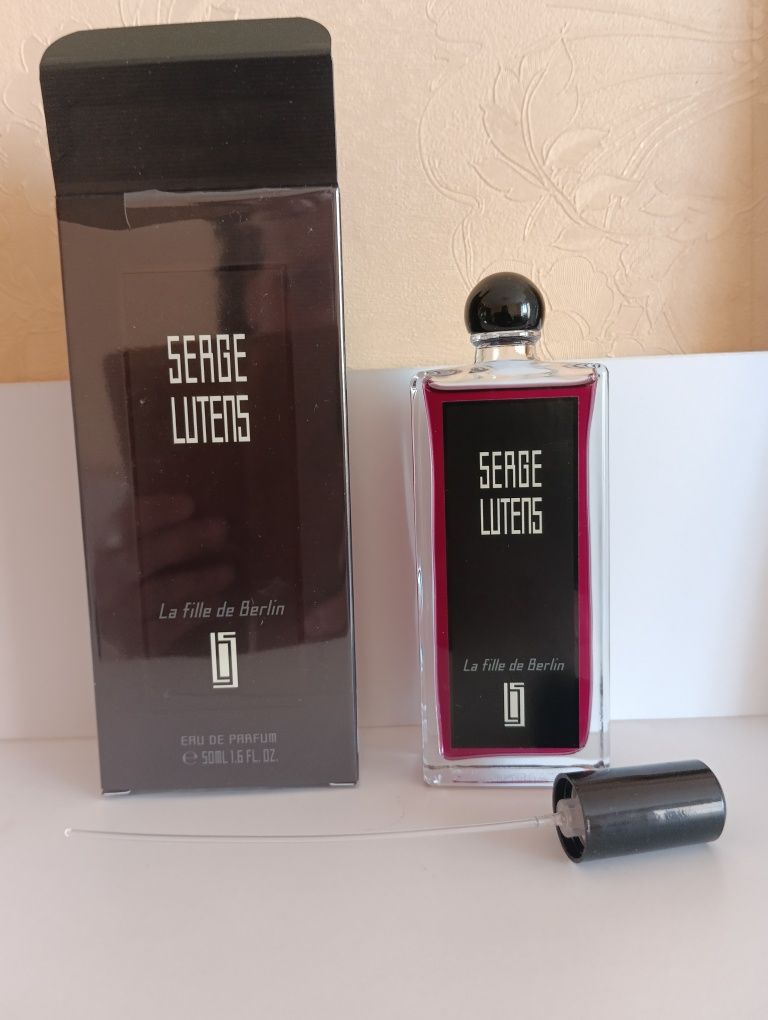 SERGE
LUTENS
La fille de Berlin
EAU DE PARFUM
℮ 50ML 1.6 FL. OZ.
SERGE
LUTENS
La fille de Berlin